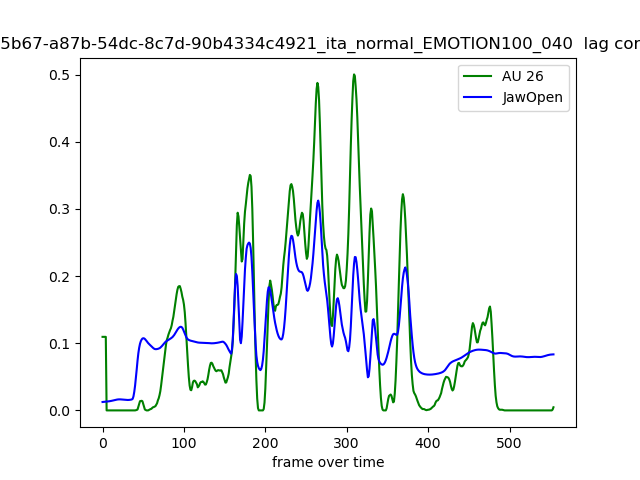 5b67-a87b-54dc-8c7d-90b4334c4921_ita_normal_EMOTION100_040 lag cor
AU 26
JawOpen
0.5
0.4
0.3
0.2
0.1
0.0
0 100 200 300 400 500
frame over time